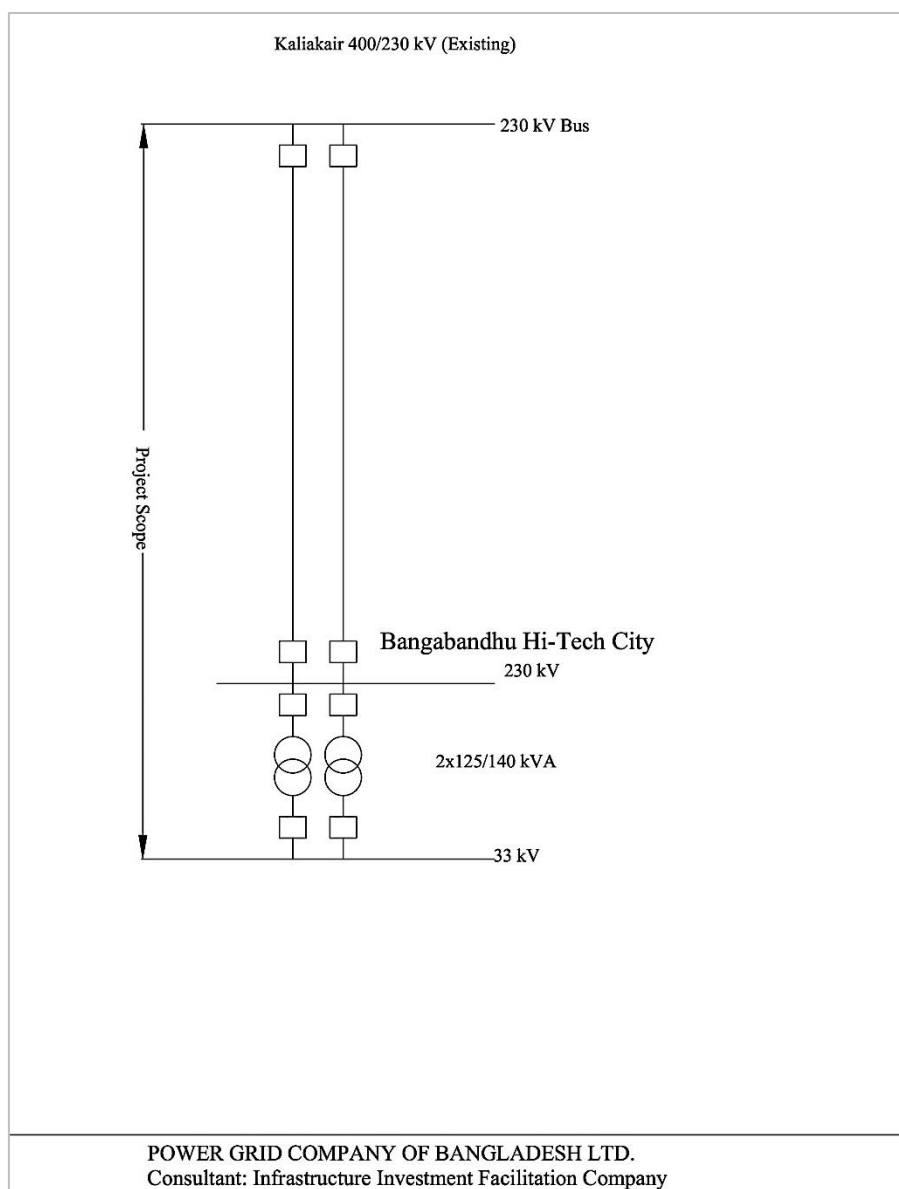 Kaliakair 400/230 kV (Existing)
230 kV Bus
Project Scope
Bangabandhu Hi-Tech City
230 kV
2x125/140 kVA
33 kV
POWER GRID COMPANY OF BANGLADESH LTD.
Consultant: Infrastructure Investment Facilitation Company